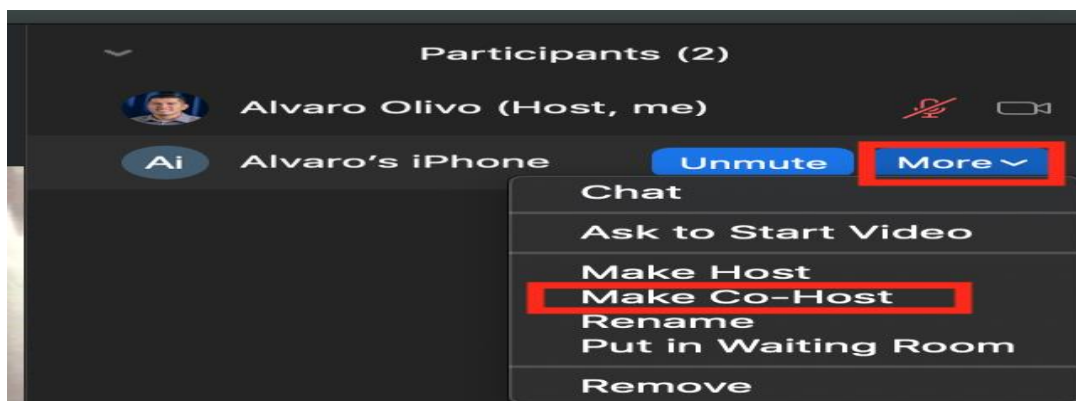 Participants (2)
Alvaro Olivo (Host, me)
Ai Alvaro’s iPhone Unmute More
Chat
Ask to Start Video
Make Host
Make Co-Host
Rename
Put in Waiting Room
Remove